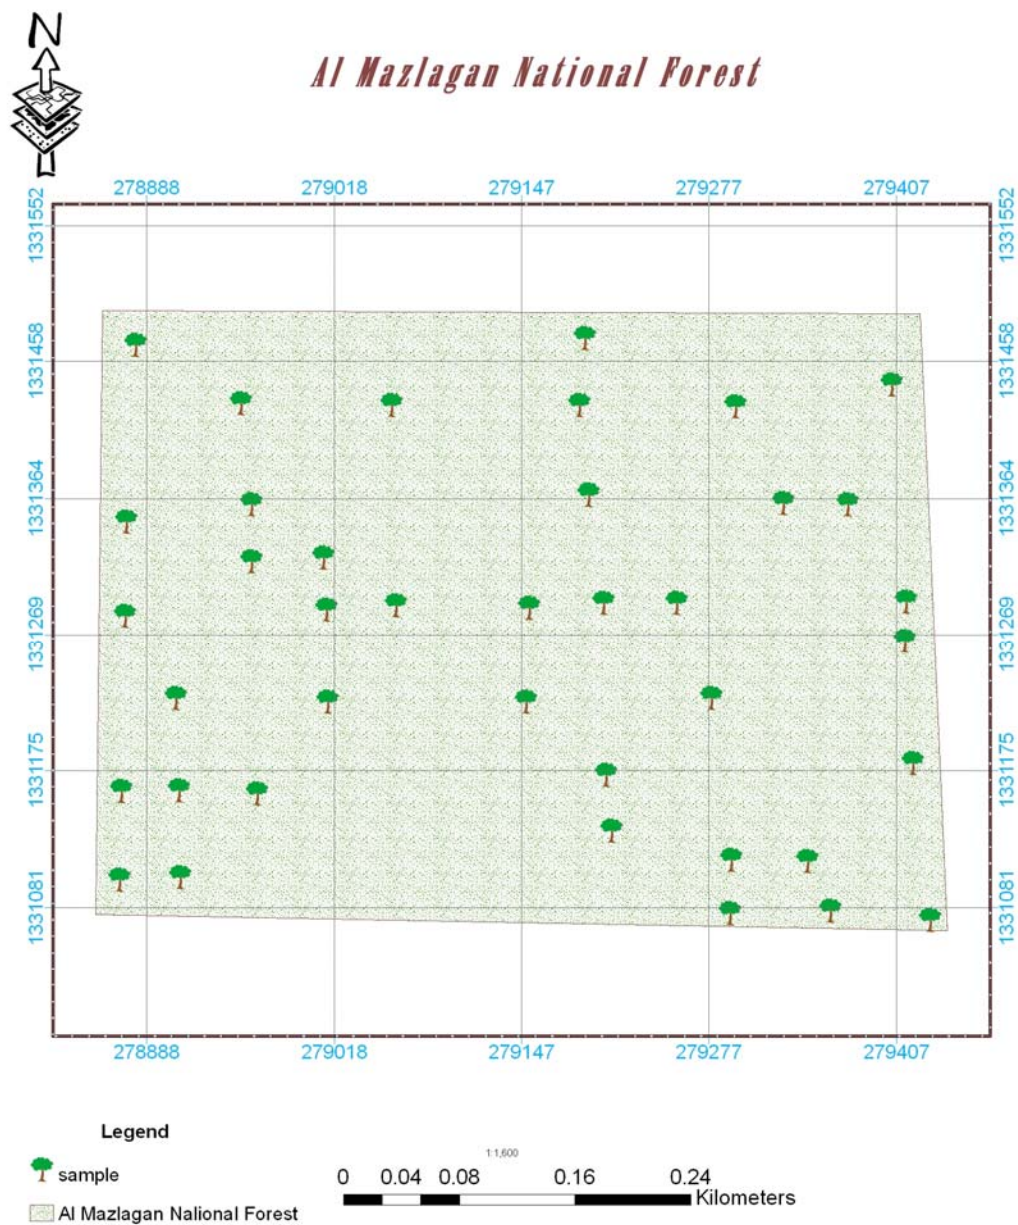 N
Al Mazlagan National Forest
278888 279018 279147 279277 279407
1331552 1331552
1331458 1331458
1331364 1331364
1331269 1331269
1331175 1331175
1331081 1331081
278888 279018 279147 279277 279407
Legend
sample
Al Mazlagan Nalional Forest
1:1,600
0 0.04 0.08 0.16 0.24
Kilometers